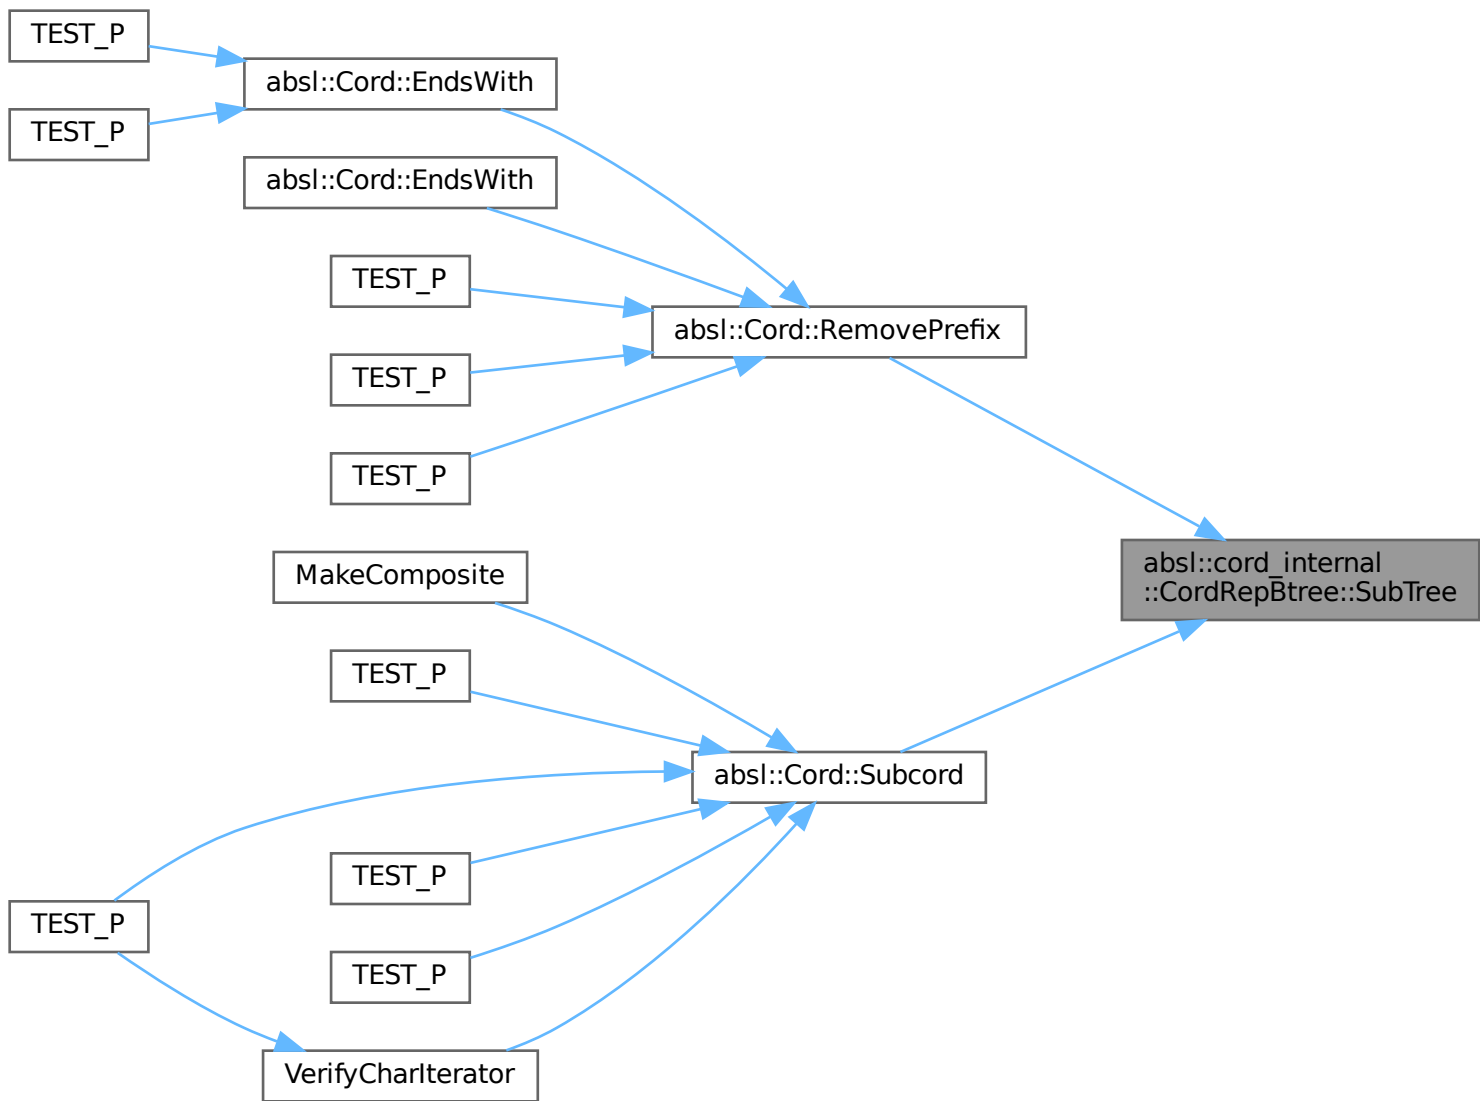 TEST_P
absl::Cord::EndsWith
TEST_P
absl::Cord::EndsWith
TEST_P
absl::Cord::RemovePrefix
TEST_P
TEST_P
absl::cord_internal
::CordRepBtree::SubTree
MakeComposite
TEST_P
absl::Cord::Subcord
TEST_P
TEST_P
TEST_P
VerifyCharIterator